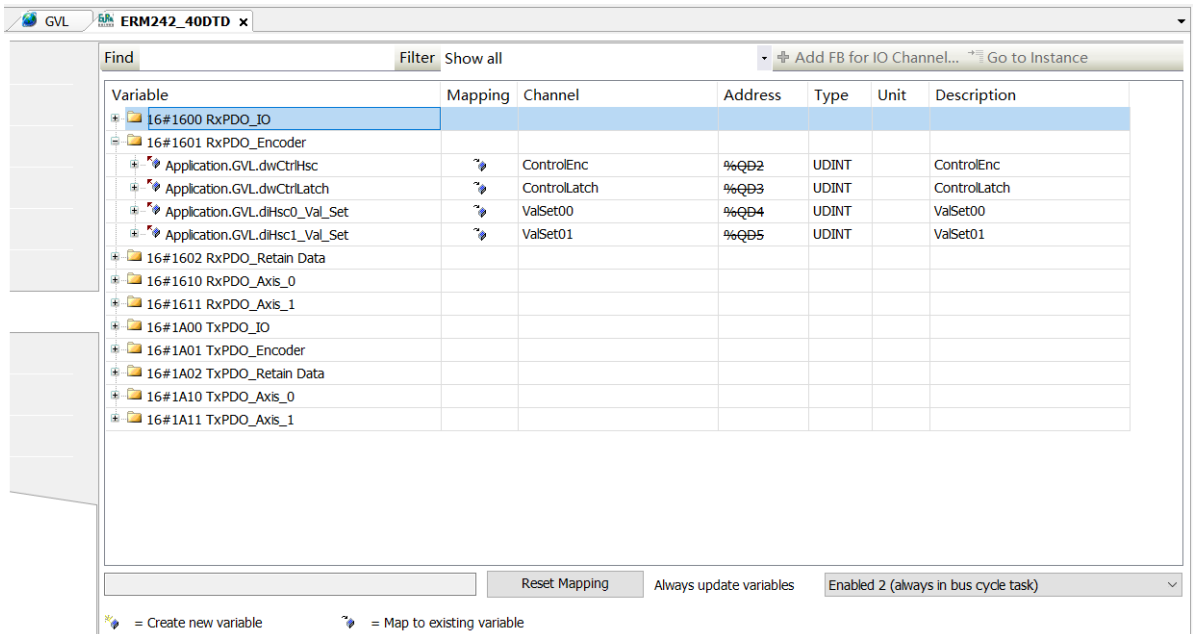 GVL ERM242_40DTD x
Find Filter Show all Add FB for IO Channel... Go to Instance
Variable Mapping Channel Address Type Unit Description
16#1600 RxPDO_IO
16#1601 RxPDO_Encoder
Application.GVL.dwCtrlHsc ControlEnc %QD2 UDINT ControlEnc
Application.GVL.dwCtrlLatch ControlLatch %QD3 UDINT ControlLatch
Application.GVL.diHsc0_Val_Set ValSet00 %QD4 UDINT ValSet00
Application.GVL.diHsc1_Val_Set ValSet01 %QD5 UDINT ValSet01
16#1602 RxPDO_Retain Data
16#1610 RxPDO_Axis_0
16#1611 RxPDO_Axis_1
16#1A00 TxPDO_IO
16#1A01 TxPDO_Encoder
16#1A02 TxPDO_Retain Data
16#1A10 TxPDO_Axis_0
16#1A11 TxPDO_Axis_1
Reset Mapping Always update variables Enabled 2 (always in bus cycle task)
= Create new variable = Map to existing variable